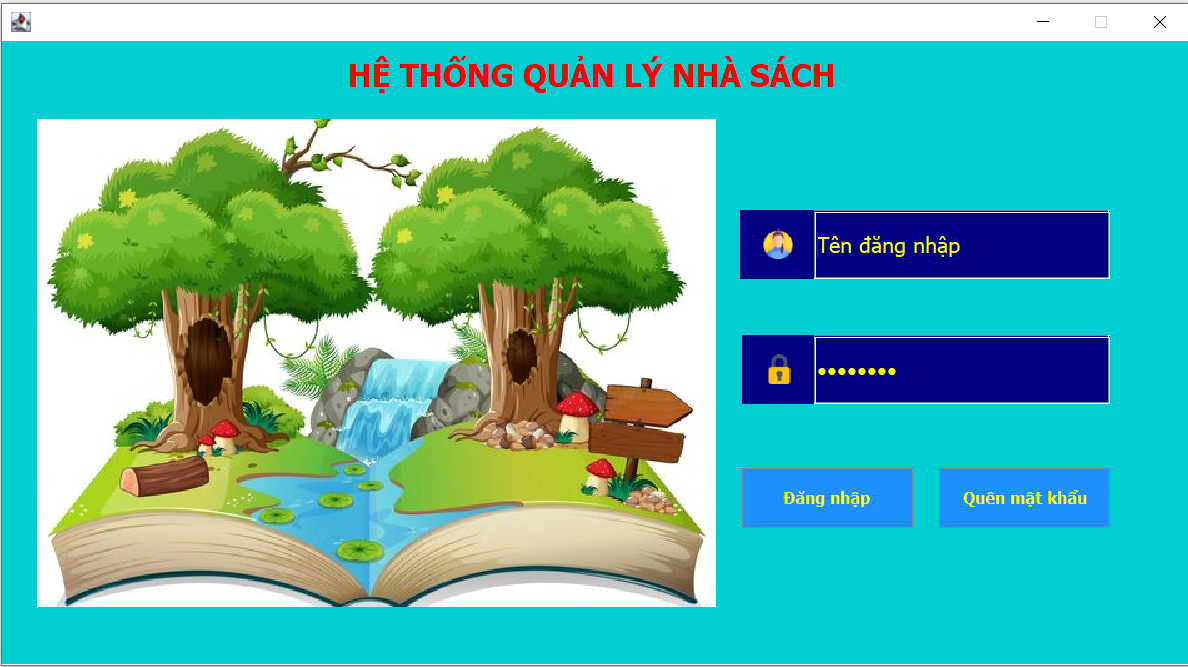 HỆ THỐNG QUẢN LÝ NHÀ SÁCH
Tên đăng nhập
••••••••
Đăng nhập
Quên mật khẩu